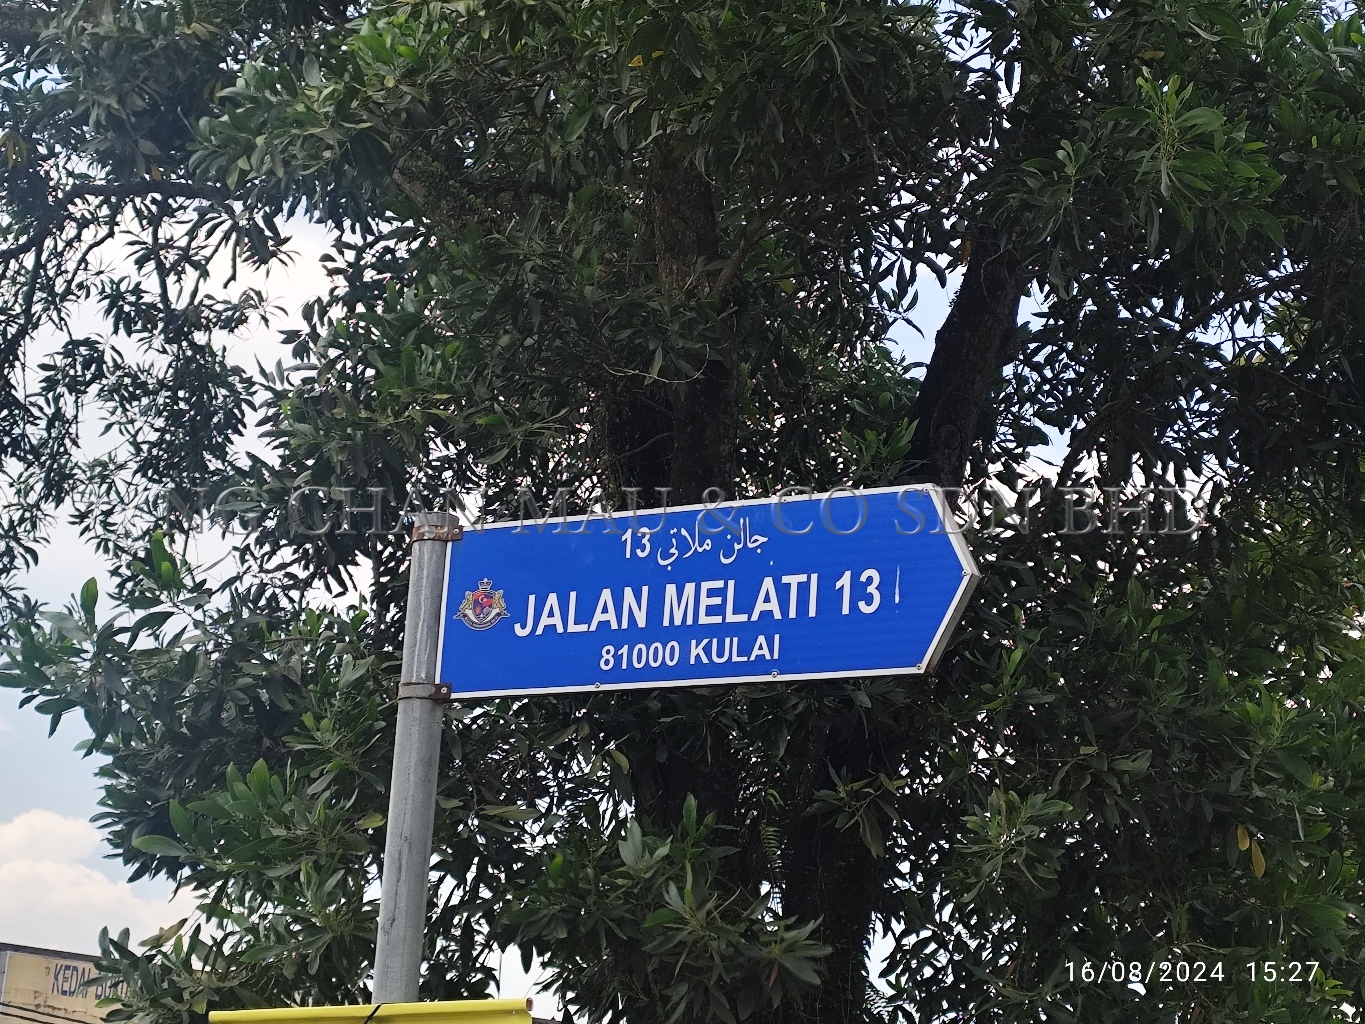 NG CHAN MAU & CO SDN BHD
جالن ملاتي 13
JALAN MELATI 13
81000 KULAI
KEDAI
16/08/2024 15:27